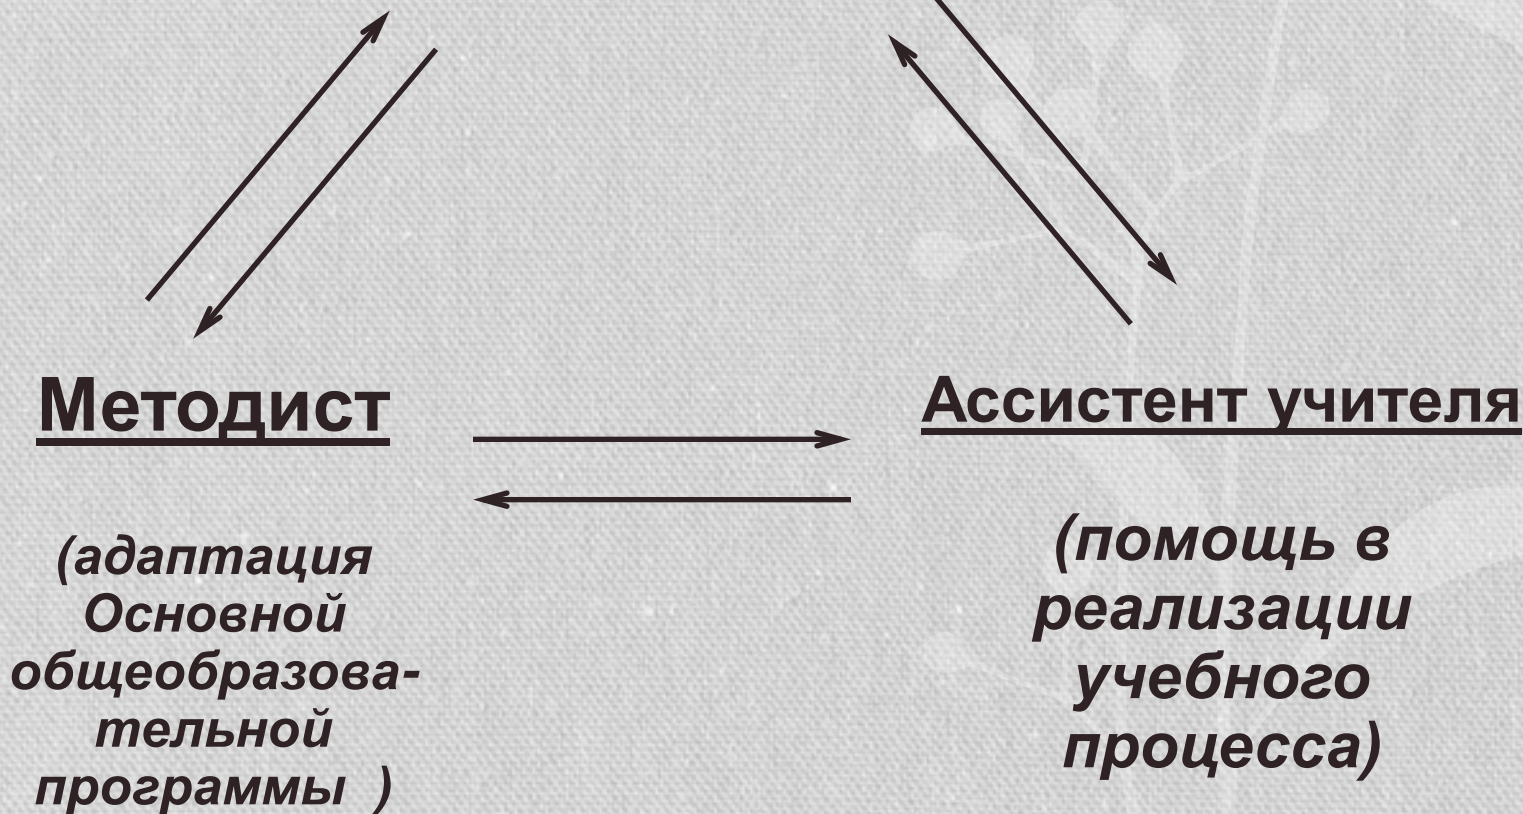 Методист
Ассистент учителя
(адаптация
Основной
общеобразова-
тельной
программы )
(помощь в
реализации
учебного
процесса)